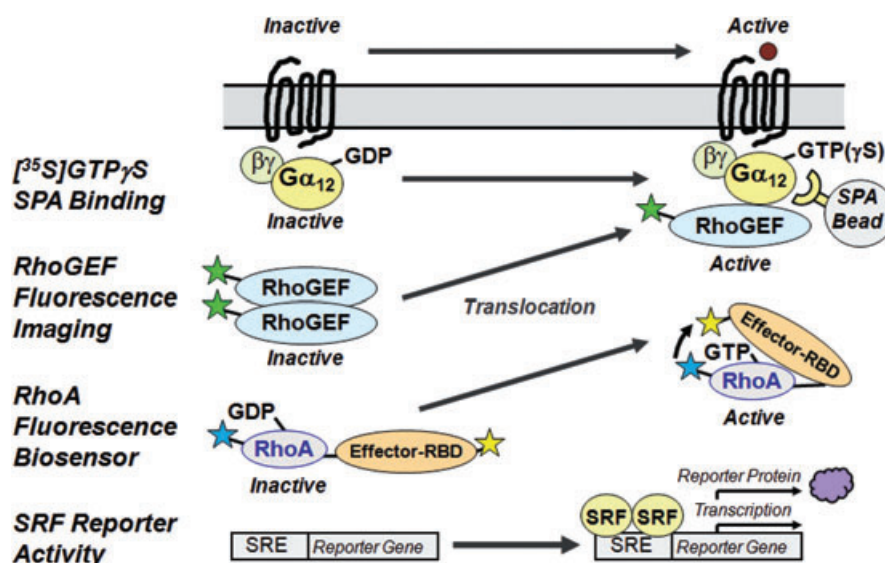 Inactive
Active
[³⁵S]GTPγS
SPA Binding
βγ
Gα₁₂
GDP
Inactive
βγ
Gα₁₂
GTP(γS)
SPA
Bead
RhoGEF
Active
RhoGEF
Fluorescence
Imaging
RhoGEF
RhoGEF
Inactive
Translocation
RhoA
Fluorescence
Biosensor
GDP
RhoA
Effector-RBD
Inactive
Effector-RBD
GTP
RhoA
Active
SRF Reporter
Activity
SRE
Reporter Gene
SRF
SRF
Reporter Protein
Transcription
SRE
Reporter Gene